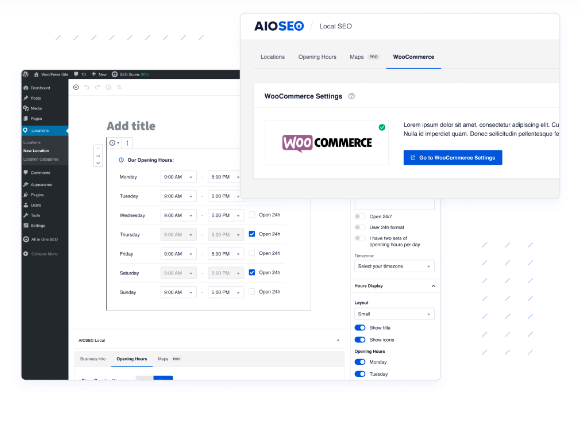 AIOSEO / Local SEO
Locations Opening Hours Maps PRO WooCommerce
WooCommerce Settings
WOO COMMERCE
Lorem ipsum dolor sit amet, consectetur adipiscing elit. Cu
Nulla id imperdiet quam. Donec sollicitudin pellentesque fe
Go to WooCommerce Settings
WordPress Site
New
SEO Score
Dashboard
Posts
Media
Pages
Locations
Locations
New Location
Location Categories
Comments
Appearance
Plugins
Users
Tools
Settings
All in One SEO
Collapse Menu
Add title
Our Opening Hours:
Monday 9:00 AM - 5:00 PM
Tuesday 9:00 AM - 5:00 PM
Wednesday 9:00 AM - 5:00 PM Open 24h
Thursday 9:00 AM - 5:00 PM Open 24h
Friday 9:00 AM - 5:00 PM Open 24h
Saturday 9:00 AM - 5:00 PM Open 24h
Sunday 9:00 AM - 5:00 PM Open 24h
AIOSEO Local
Business Info Opening Hours Maps PRO
Open 24/7
User 24h format
I have two sets of
opening hours per day
Timezone:
Select your timezone
Hours Display
Layout
Small
Show title
Show icons
Opening Hours
Monday
Tuesday